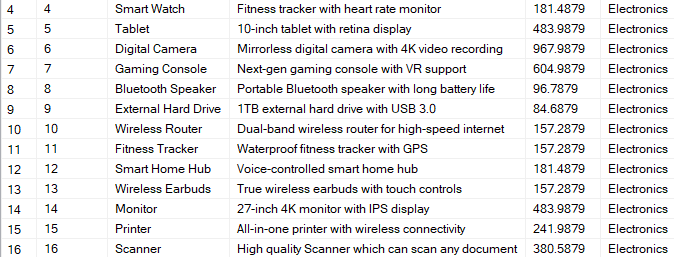 4 4 Smart Watch Fitness tracker with heart rate monitor 181.4879 Electronics
5 5 Tablet 10-inch tablet with retina display 483.9879 Electronics
6 6 Digital Camera Mirrorless digital camera with 4K video recording 967.9879 Electronics
7 7 Gaming Console Next-gen gaming console with VR support 604.9879 Electronics
8 8 Bluetooth Speaker Portable Bluetooth speaker with long battery life 96.7879 Electronics
9 9 External Hard Drive 1TB external hard drive with USB 3.0 84.6879 Electronics
10 10 Wireless Router Dual-band wireless router for high-speed internet 157.2879 Electronics
11 11 Fitness Tracker Waterproof fitness tracker with GPS 157.2879 Electronics
12 12 Smart Home Hub Voice-controlled smart home hub 181.4879 Electronics
13 13 Wireless Earbuds True wireless earbuds with touch controls 157.2879 Electronics
14 14 Monitor 27-inch 4K monitor with IPS display 483.9879 Electronics
15 15 Printer All-in-one printer with wireless connectivity 241.9879 Electronics
16 16 Scanner High quality Scanner which can scan any document 380.5879 Electronics